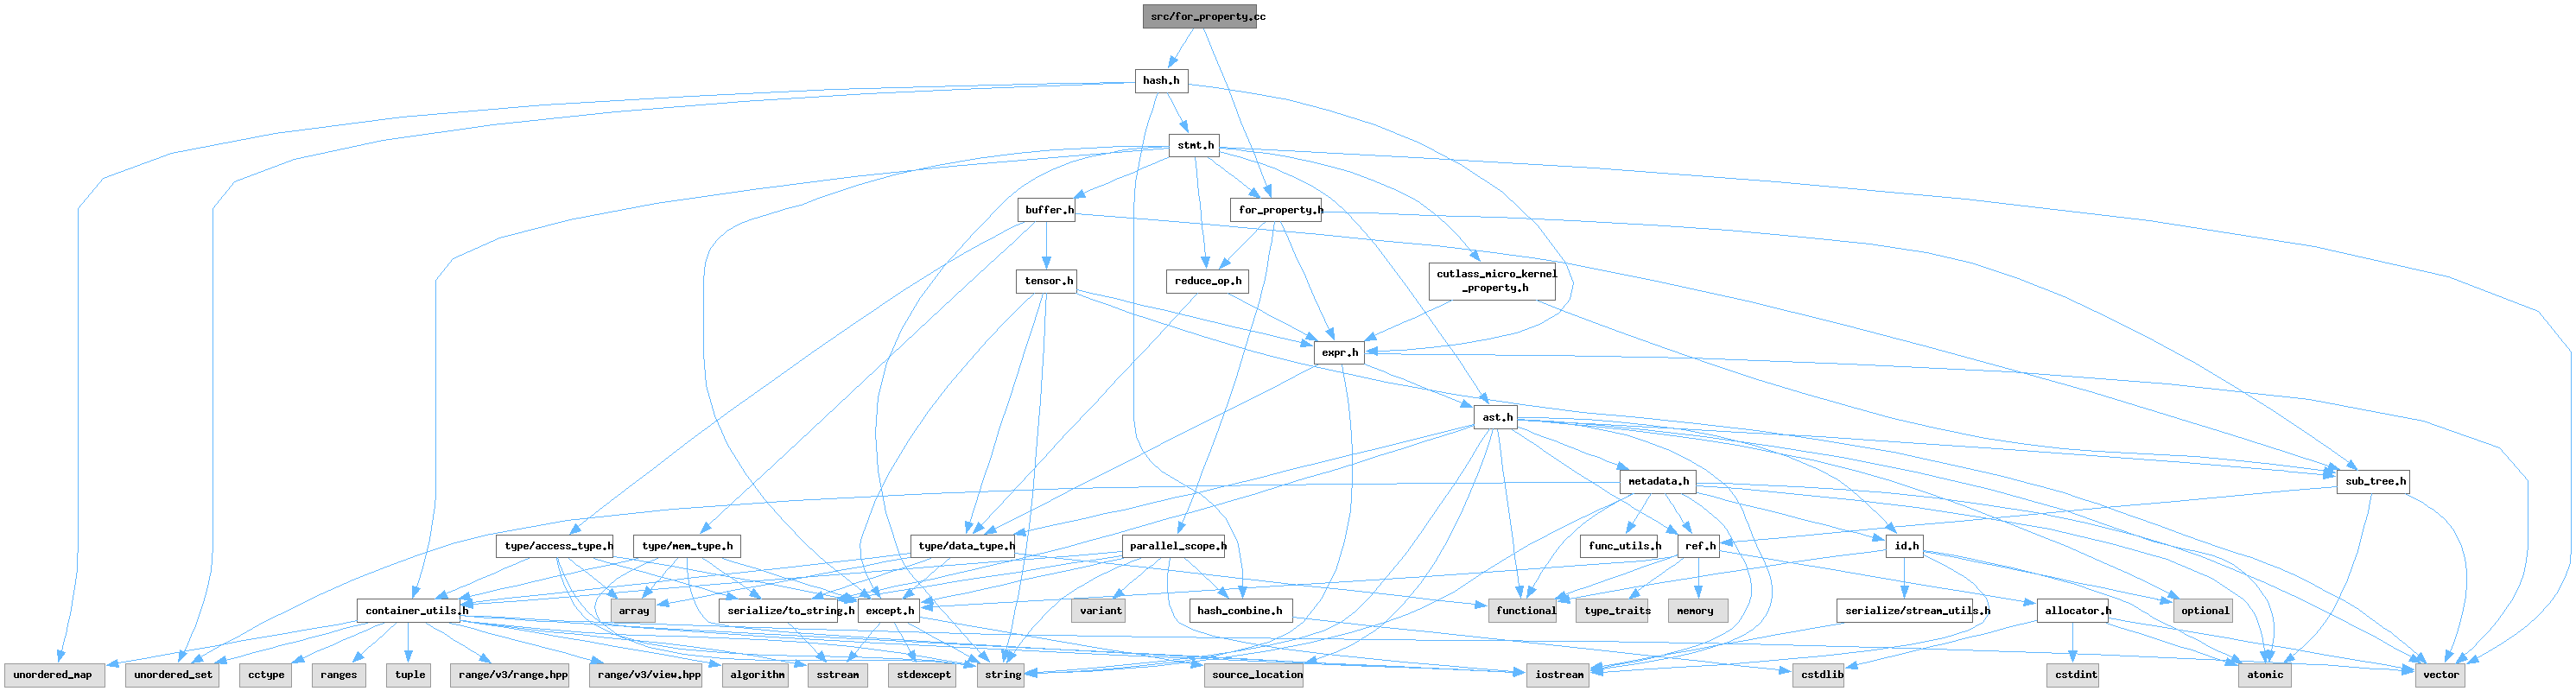 src/for_property.cc
hash.h
stmt.h
buffer.h
for_property.h
tensor.h
reduce_op.h
cutlass_micro_kernel
_property.h
expr.h
ast.h
metadata.h
sub_tree.h
type/access_type.h
type/mem_type.h
type/data_type.h
parallel_scope.h
func_utils.h
ref.h
id.h
container_utils.h
array
serialize/to_string.h
except.h
variant
hash_combine.h
functional
type_traits
memory
serialize/stream_utils.h
allocator.h
optional
unordered_map
unordered_set
cctype
ranges
tuple
range/v3/range.hpp
range/v3/view.hpp
algorithm
sstream
stdexcept
string
source_location
iostream
cstdlib
cstdint
atomic
vector